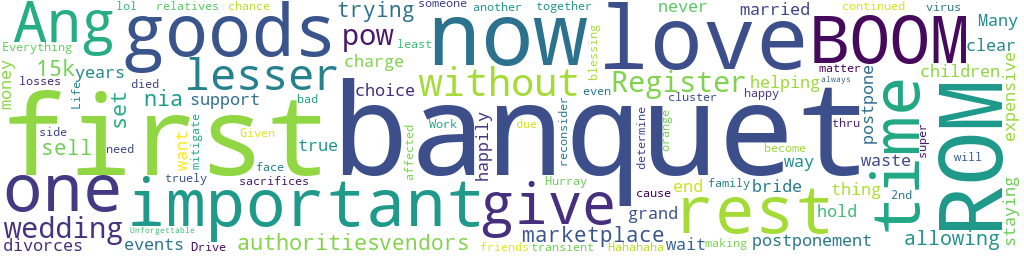 lol relatives chance someone another together continued virus
Ang goods trying now love married BOOM Many
Everything pow never clear
15k years lesser charge least without Register blessing helping matter children
money losses died choice always
Life set nia support bad even cluster happy postpone expensive
first banquet time ROM
side Given affected Work due reconsider determine orange thru super
sell need mitigate want true happily become way waste
face
truely sacrifices Hurray cause end family bride thing 2nd will
one important give rest grand hold
wedding Unforgettable marketplace staying
divorces events Drive authoritiesvendors friends transient Hahahaha wait making postponement allowing